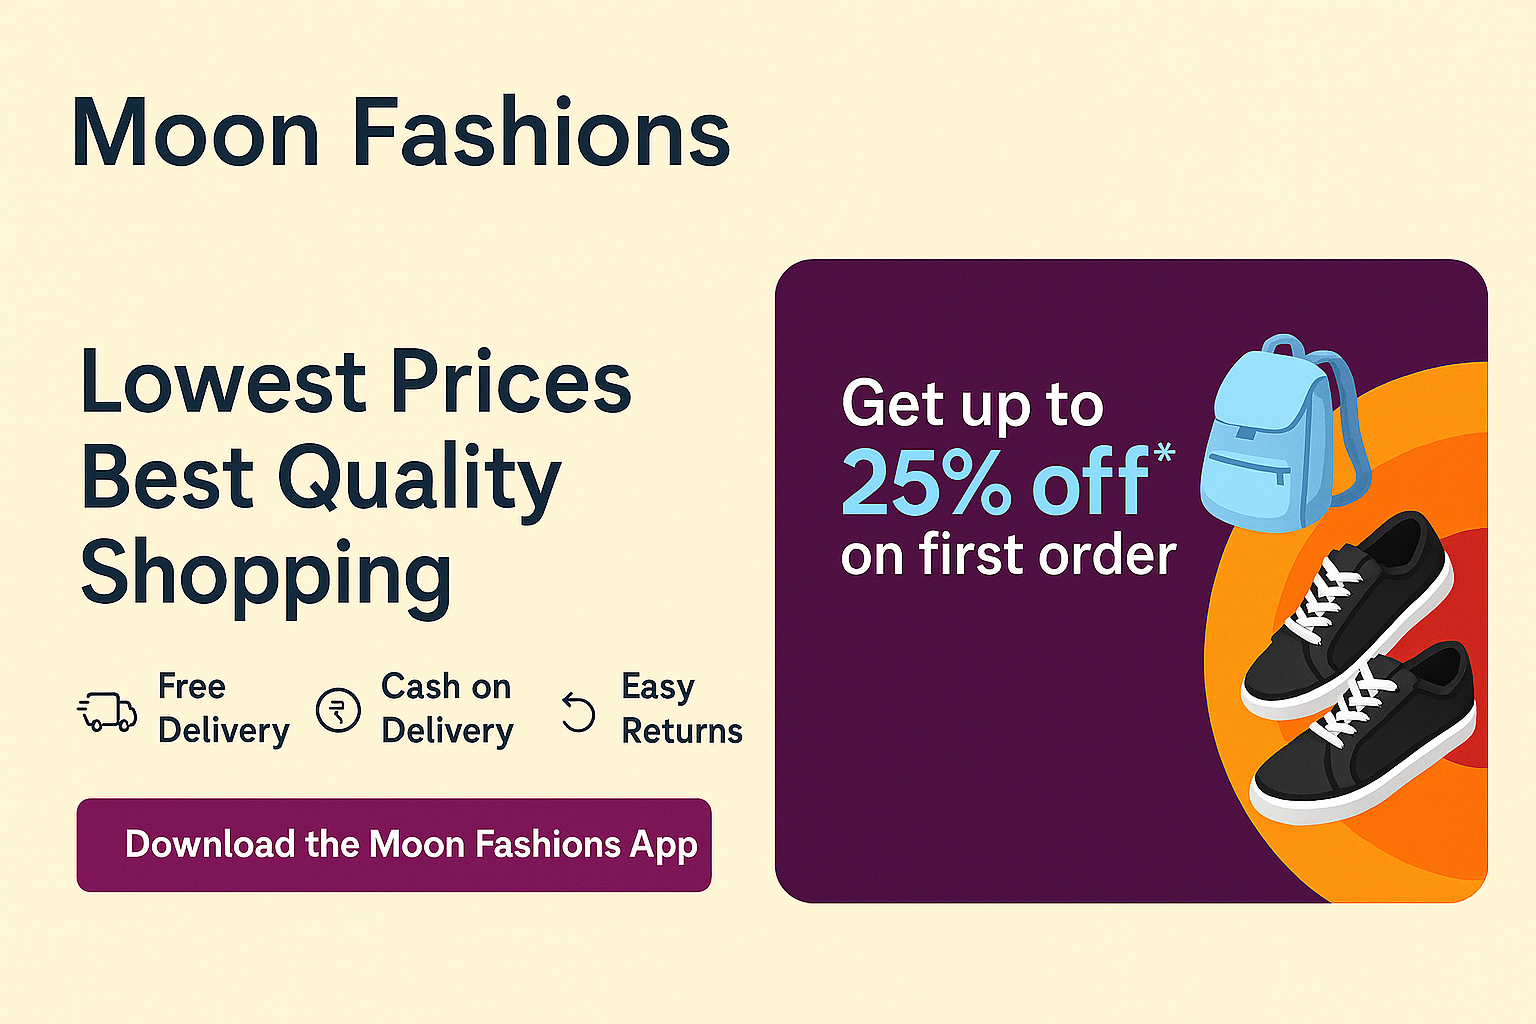 Moon Fashions
Lowest Prices
Best Quality
Shopping
Free
Delivery
₹
Cash on
Delivery
Easy
Returns
Download the Moon Fashions App
Get up to
25% off*
on first order